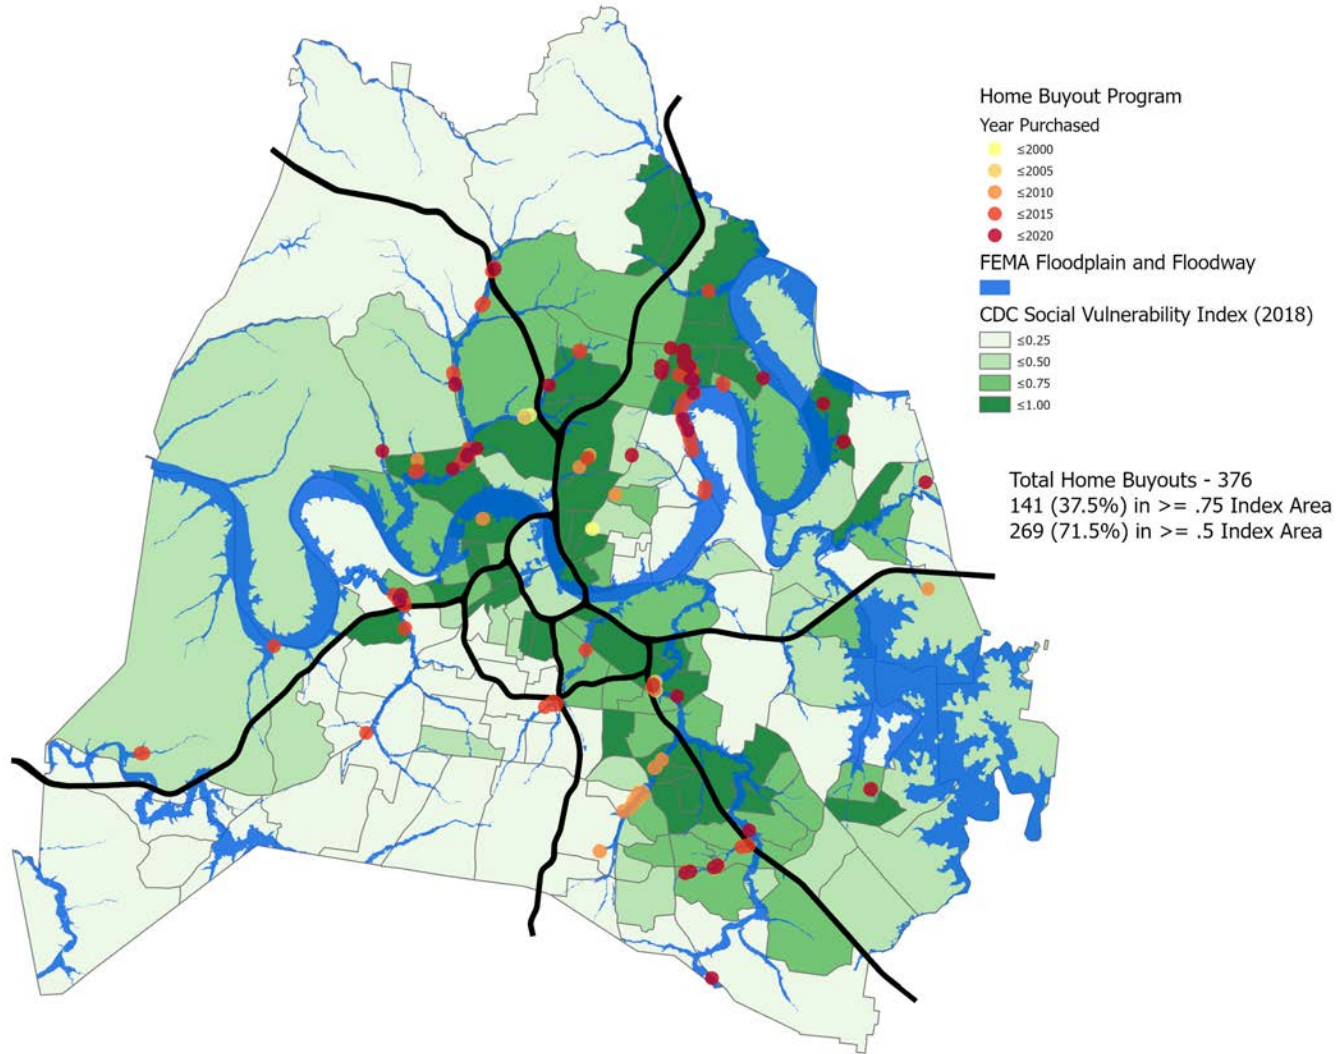 Home Buyout Program
Year Purchased
≤2000
≤2005
≤2010
≤2015
≤2020
FEMA Floodplain and Floodway
CDC Social Vulnerability Index (2018)
≤0.25
≤0.50
≤0.75
≤1.00
Total Home Buyouts - 376
141 (37.5%) in >= .75 Index Area
269 (71.5%) in >= .5 Index Area